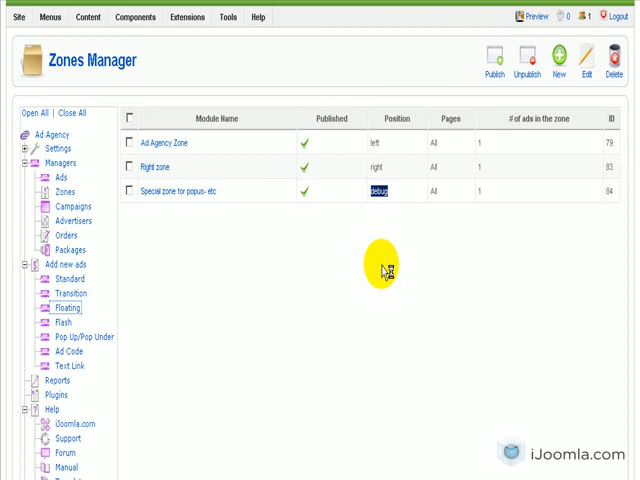 Site Menus Content Components Extensions Tools Help Preview 0 1 Logout
Zones Manager
Publish Unpublish New Edit Delete
Open All | Close All
Module Name Published Position Pages # of ads in the zone ID
Ad Agency Zone left All 1 79
Right zone right All 1 83
Special zone for popus- etc debug All 1 84
Ad Agency
Settings
Managers
Ads
Zones
Campaigns
Advertisers
Orders
Packages
Add new ads
Standard
Transition
Floating
Flash
Pop Up/Pop Under
Ad Code
Text Link
Reports
Plugins
Help
iJoomla.com
Support
Forum
Manual
iJoomla.com